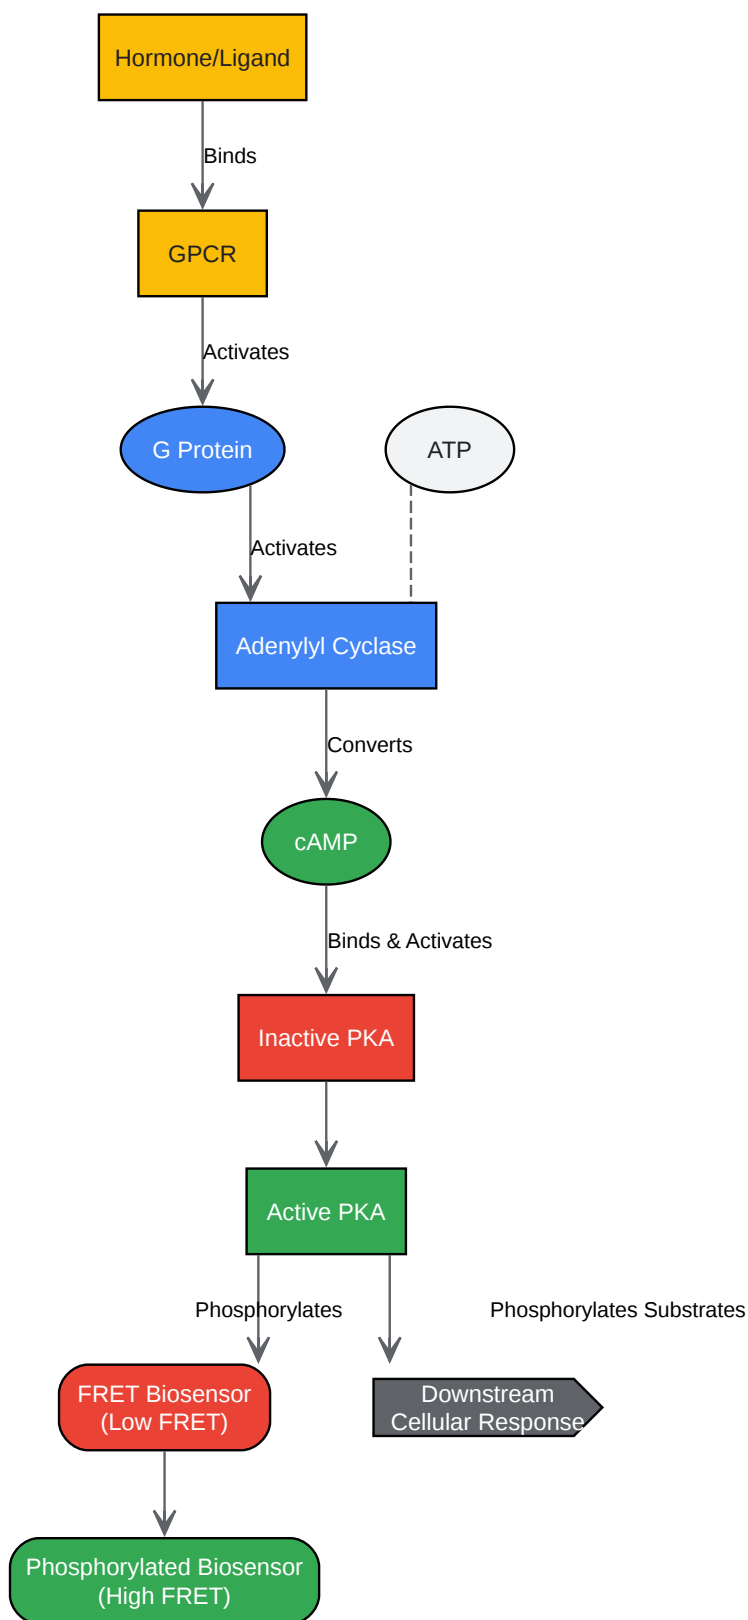 Hormone/Ligand
Binds
GPCR
Activates
G Protein
ATP
Activates
Adenylyl Cyclase
Converts
cAMP
Binds & Activates
Inactive PKA
Active PKA
Phosphorylates
Phosphorylates Substrates
FRET Biosensor
(Low FRET)
Downstream
Cellular Response
Phosphorylated Biosensor
(High FRET)